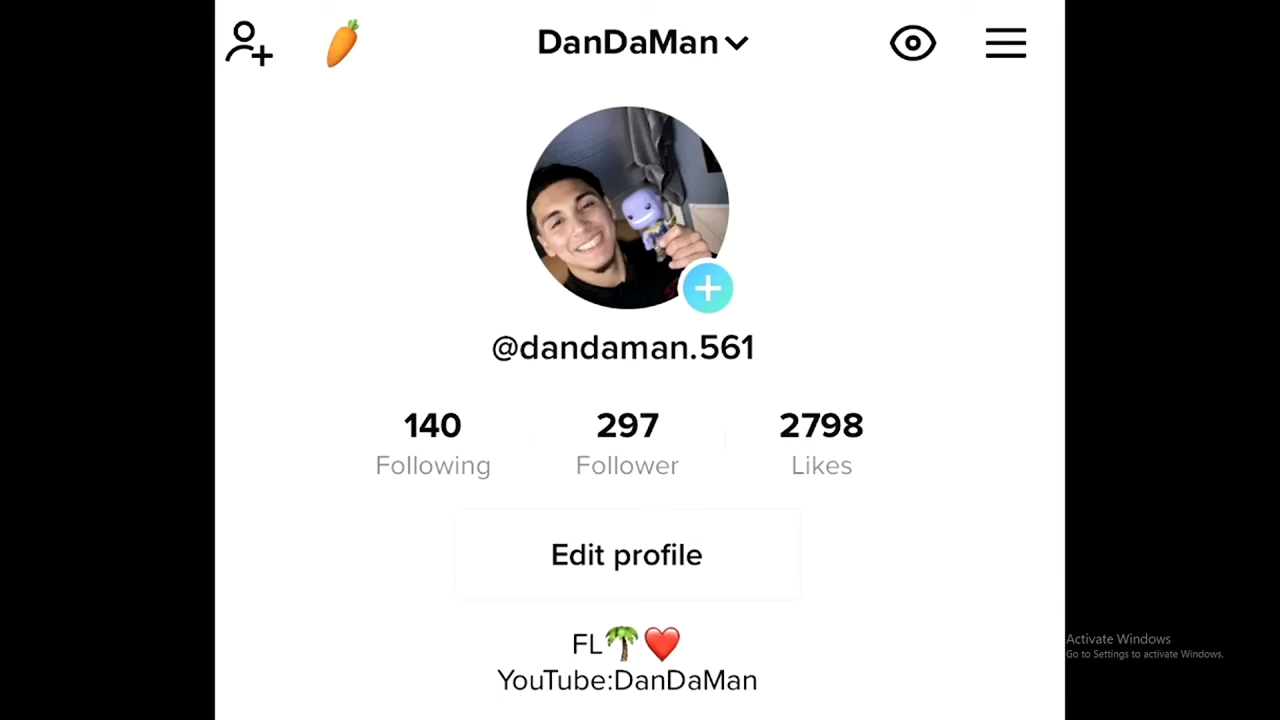 DanDaMan
@dandaman.561
140 297 2798
Following Follower Likes
Edit profile
FL🌴❤️
YouTube:DanDaMan
Activate Windows
Go to Settings to activate Windows.